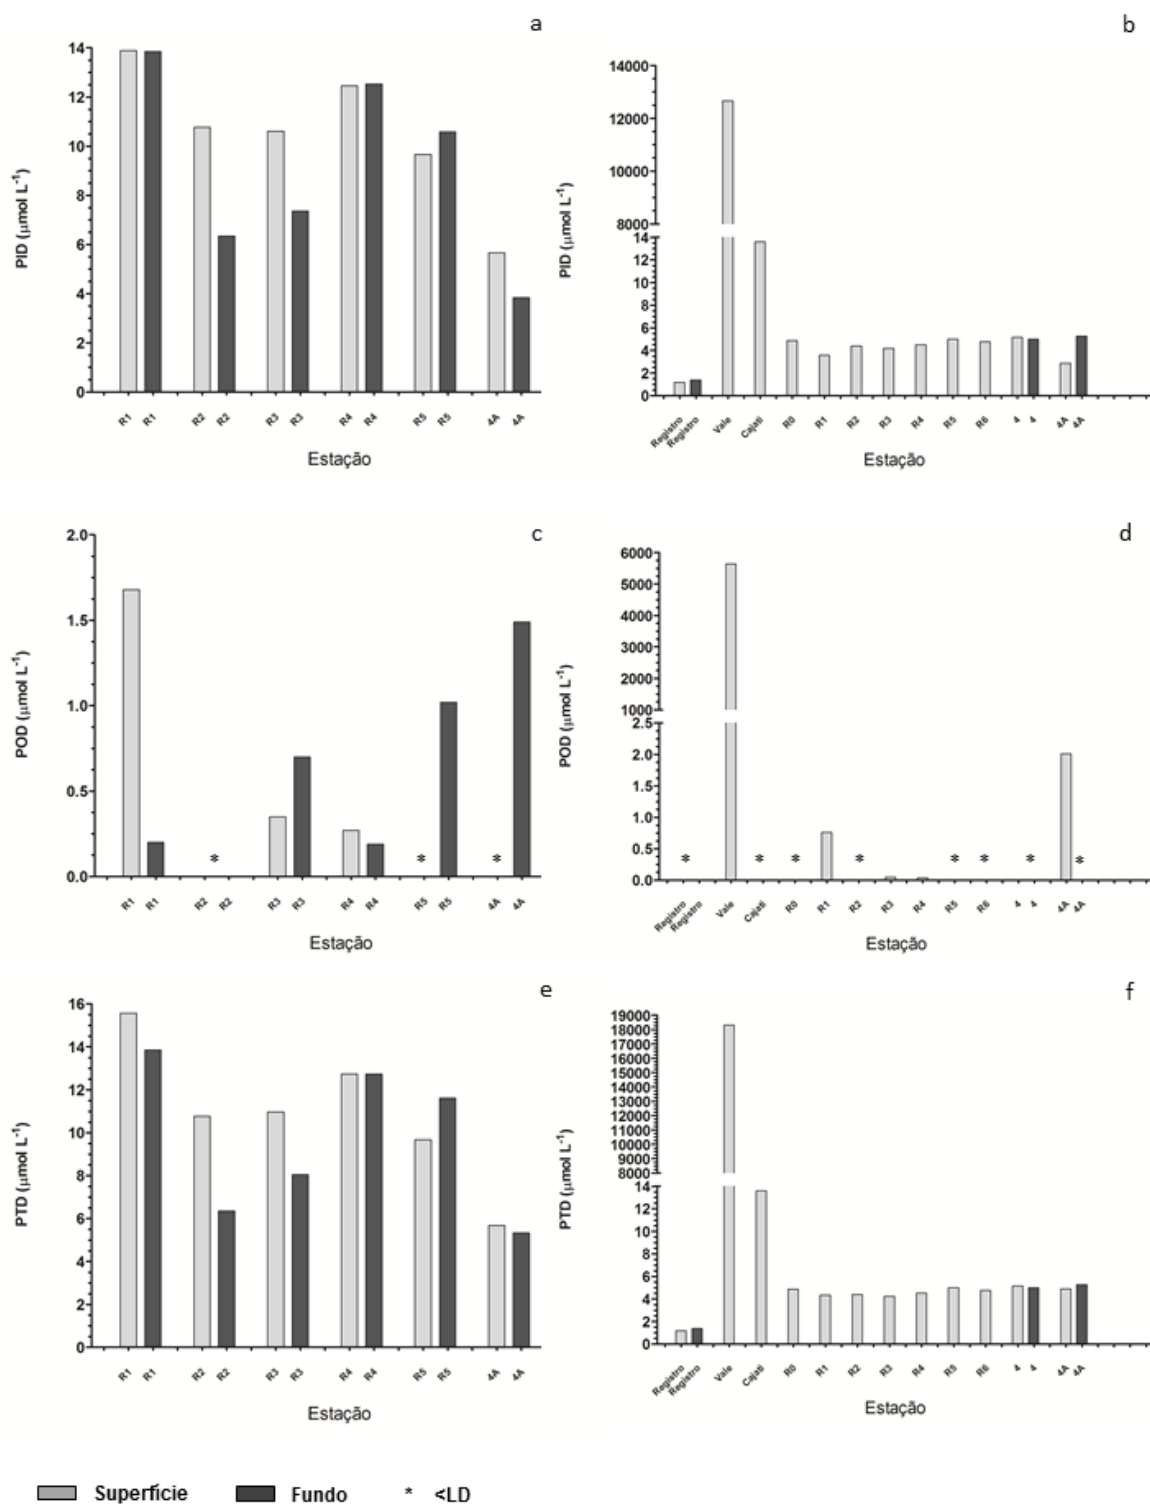 a
14
12
10
8
6
4
2
0
PID (µmol L-1)
R1 R1 R2 R2 R3 R3 R4 R4 R5 R5 4A 4A
Estação
b
14000
12000
10000
8000
14
12
10
8
6
4
2
0
PID (µmol L-1)
Registro Registro Vale Cajati R0 R1 R2 R3 R4 R5 R6 4 4 4A 4A
Estação
c
2.0
1.5
1.0
0.5
0.0
POD (µmol L-1)
* * *
R1 R1 R2 R2 R3 R3 R4 R4 R5 R5 4A 4A
Estação
d
6000
5000
4000
3000
2000
1000
2.5
2.0
1.5
1.0
0.5
0.0
POD (µmol L-1)
* * * * * * * *
Registro Registro Vale Cajati R0 R1 R2 R3 R4 R5 R6 4 4 4A 4A
Estação
e
16
14
12
10
8
6
4
2
0
PTD (µmol L-1)
R1 R1 R2 R2 R3 R3 R4 R4 R5 R5 4A 4A
Estação
f
19000
18000
17000
16000
15000
14000
13000
12000
11000
10000
9000
8000
14
12
10
8
6
4
2
0
PTD (µmol L-1)
Registro Registro Vale Cajati R0 R1 R2 R3 R4 R5 R6 4 4 4A 4A
Estação
Superfície Fundo * <LD